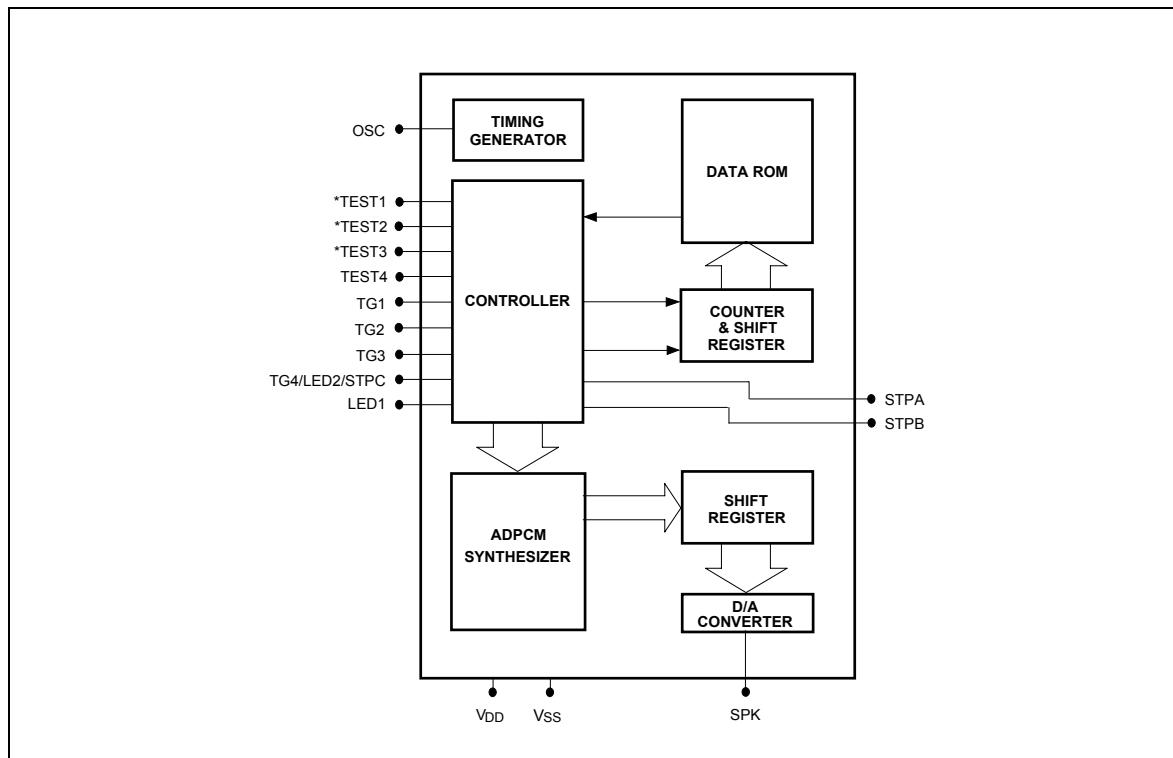 OSC
TIMING
GENERATOR
DATA ROM
*TEST1
*TEST2
*TEST3
TEST4
TG1
TG2
TG3
TG4/LED2/STPC
LED1
CONTROLLER
COUNTER
& SHIFT
REGISTER
STPA
STPB
ADPCM
SYNTHESIZER
SHIFT
REGISTER
D/A
CONVERTER
VDD
VSS
SPK